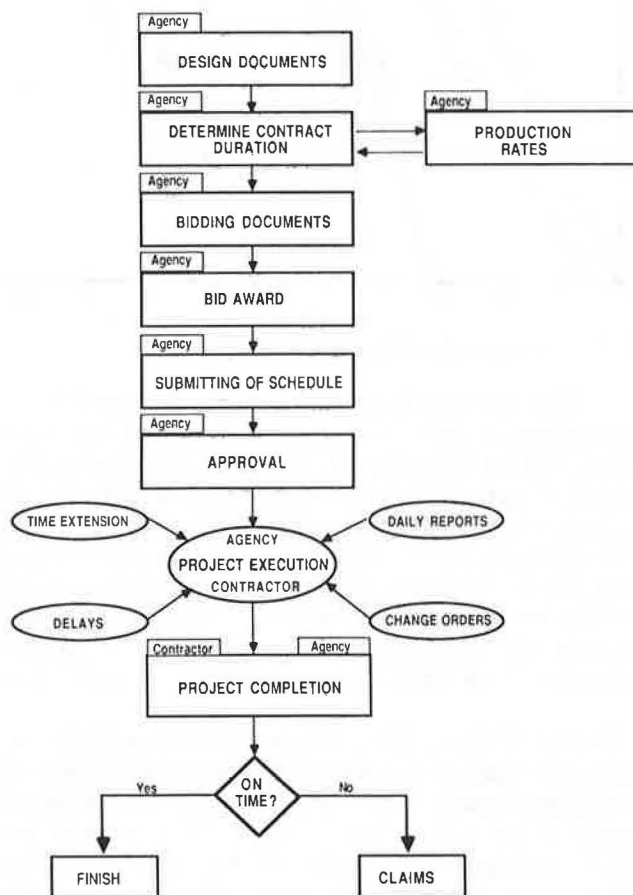 Agency
DESIGN DOCUMENTS
Agency
DETERMINE CONTRACT
DURATION
Agency
PRODUCTION
RATES
Agency
BIDDING DOCUMENTS
Agency
BID AWARD
Agency
SUBMITTING OF SCHEDULE
Agency
APPROVAL
TIME EXTENSION
DAILY REPORTS
AGENCY
PROJECT EXECUTION
CONTRACTOR
DELAYS
CHANGE ORDERS
Contractor
Agency
PROJECT COMPLETION
ON
TIME?
Yes
No
FINISH
CLAIMS